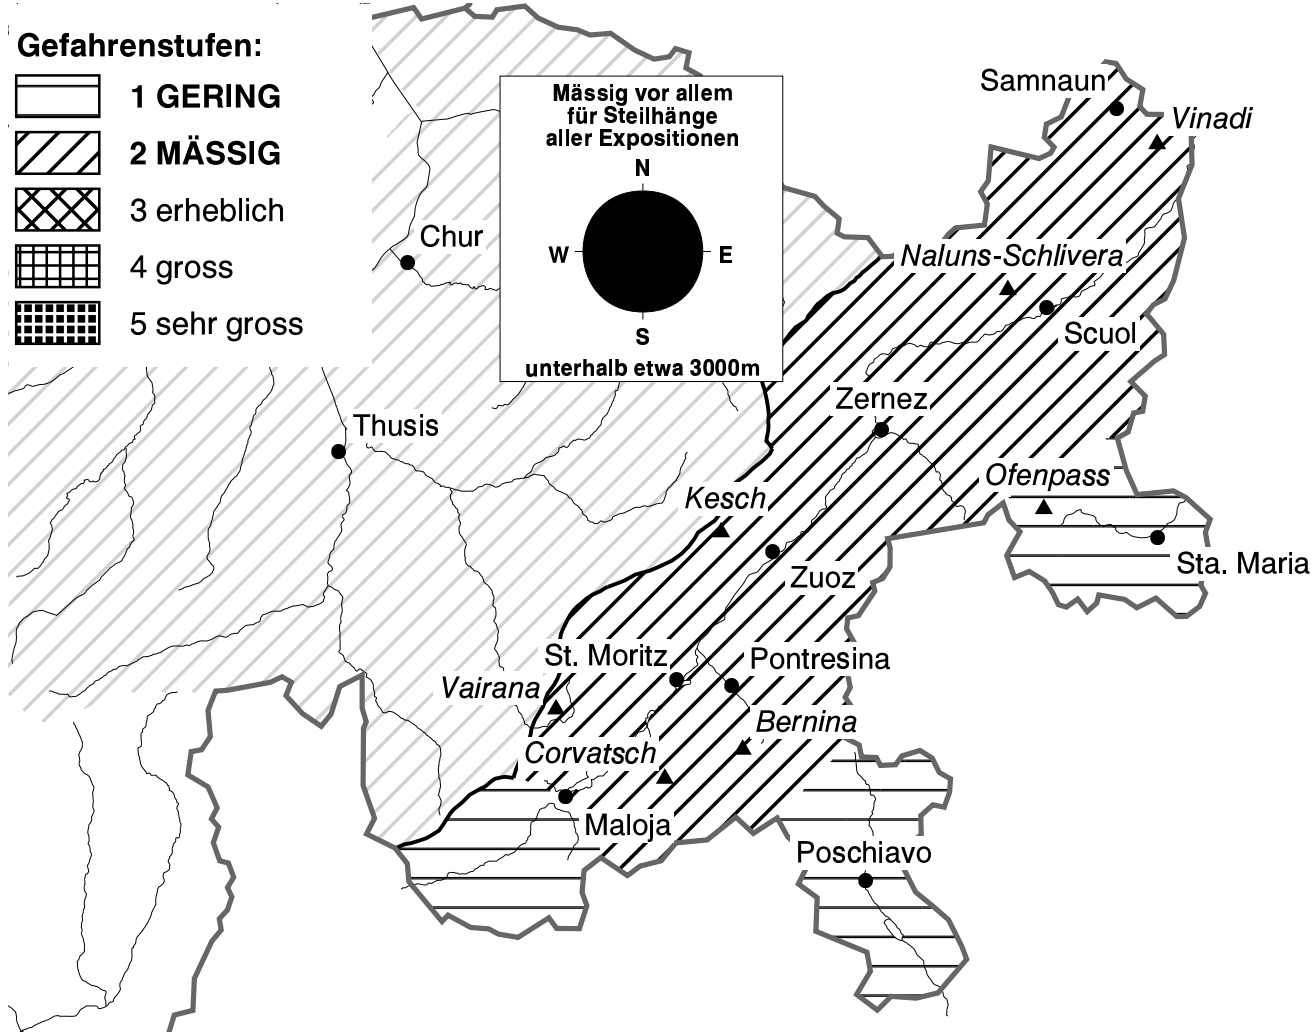 Gefahrenstufen:
1 GERING
2 MÄSSIG
3 erheblich
4 gross
5 sehr gross
Mässig vor allem
für Steilhänge
aller Expositionen
N
W
E
S
unterhalb etwa 3000m
Samnaun
Vinadi
Chur
Naluns-Schlivera
Scuol
Zernez
Thusis
Ofenpass
Kesch
Sta. Maria
Zuoz
St. Moritz
Pontresina
Vairana
Bernina
Corvatsch
Maloja
Poschiavo